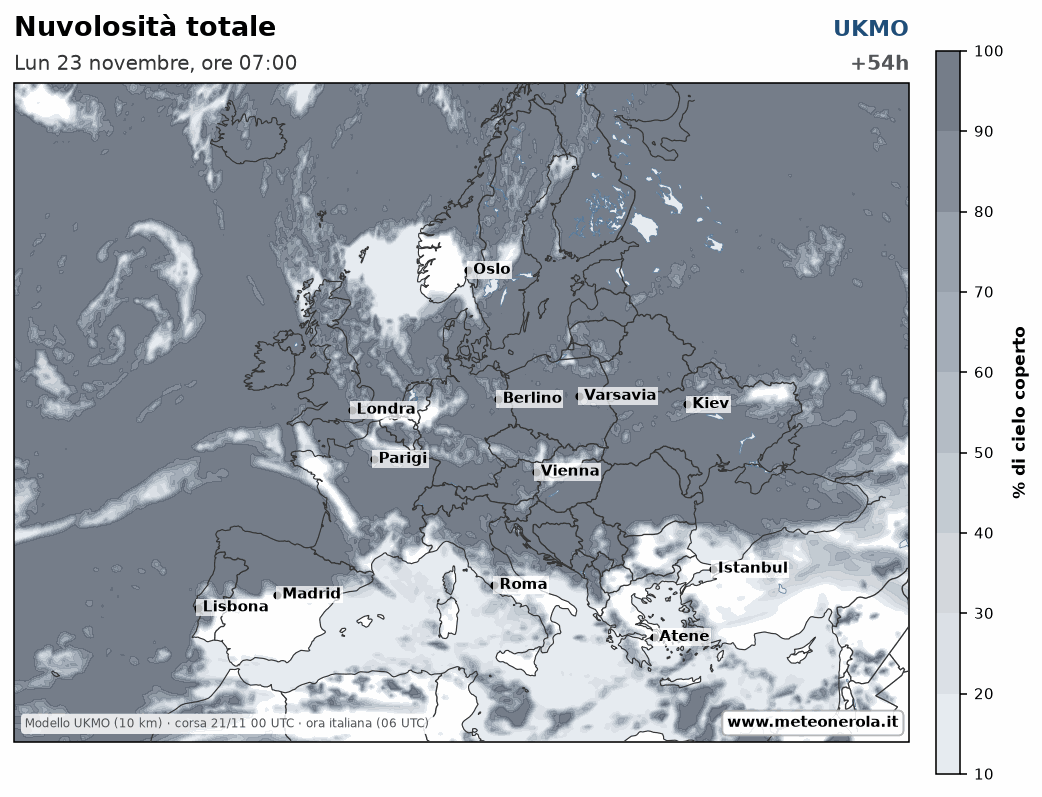 Nuvolosità totale
UKMO
Lun 23 novembre, ore 07:00
+54h
100
90
80
70
60
50
40
30
20
10
% di cielo coperto
Oslo
Berlino
Varsavia
Kiev
Londra
Parigi
Vienna
Istanbul
Roma
Madrid
Lisbona
Atene
Modello UKMO (10 km) · corsa 21/11 00 UTC · ora italiana (06 UTC)
www.meteonerola.it